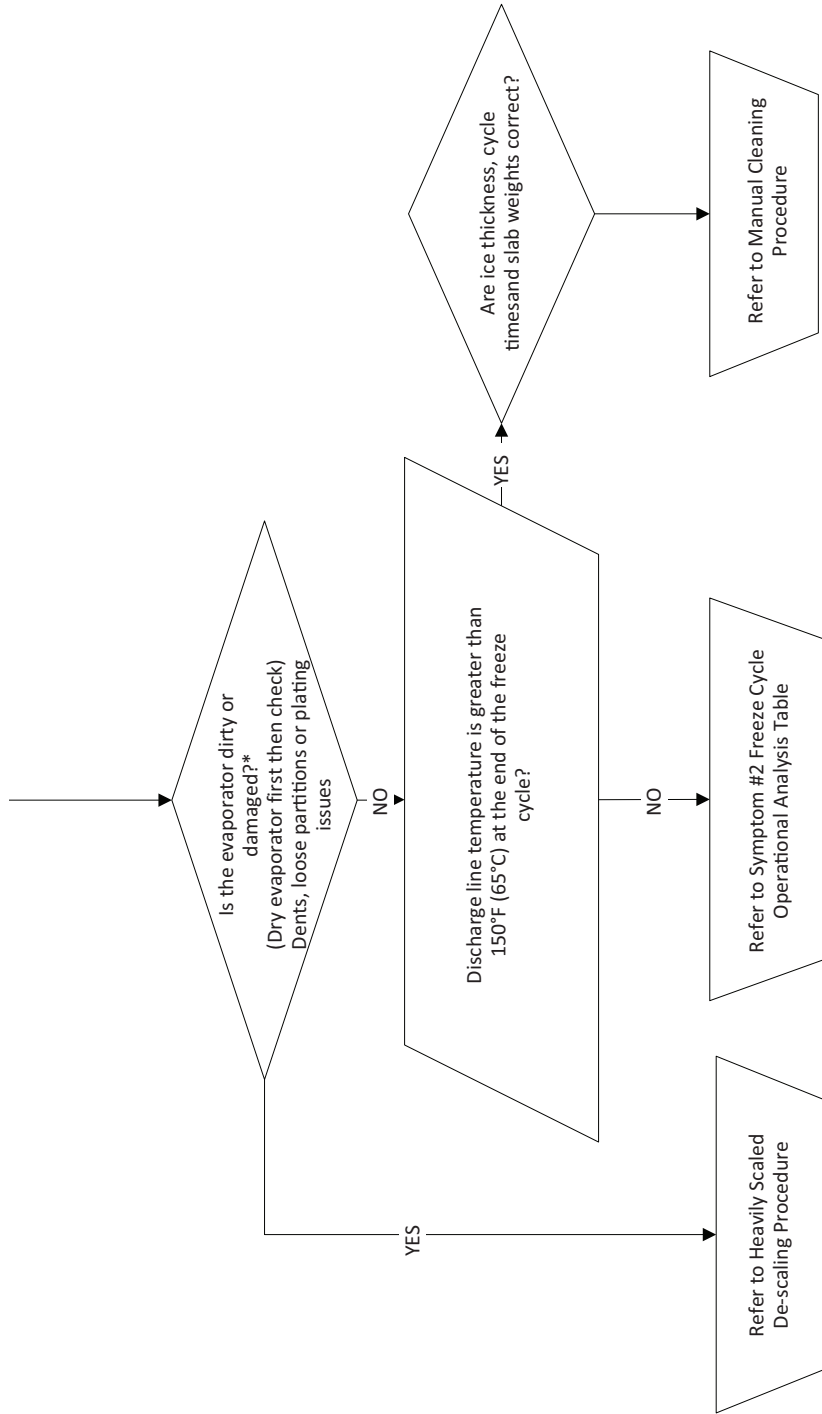 Is the evaporator dirty or
damaged?*
(Dry evaporator first then check)
Dents, loose partitions or plating
issues
YES
NO
Discharge line temperature is greater than
150°F (65°C) at the end of the freeze
cycle?
YES
NO
Are ice thickness, cycle
timesand slab weights correct?
Refer to Heavily Scaled
De-scaling Procedure
Refer to Symptom #2 Freeze Cycle
Operational Analysis Table
Refer to Manual Cleaning
Procedure